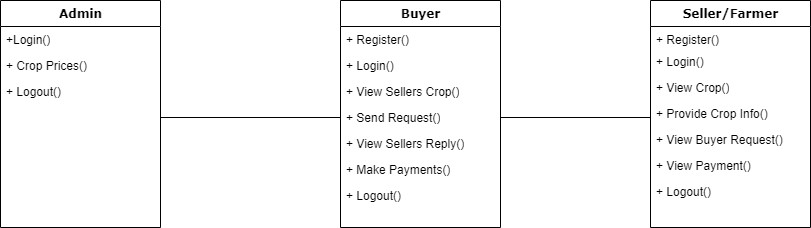 Admin
+Login()
+ Crop Prices()
+ Logout()
Buyer
+ Register()
+ Login()
+ View Sellers Crop()
+ Send Request()
+ View Sellers Reply()
+ Make Payments()
+ Logout()
Seller/Farmer
+ Register()
+ Login()
+ View Crop()
+ Provide Crop Info()
+ View Buyer Request()
+ View Payment()
+ Logout()